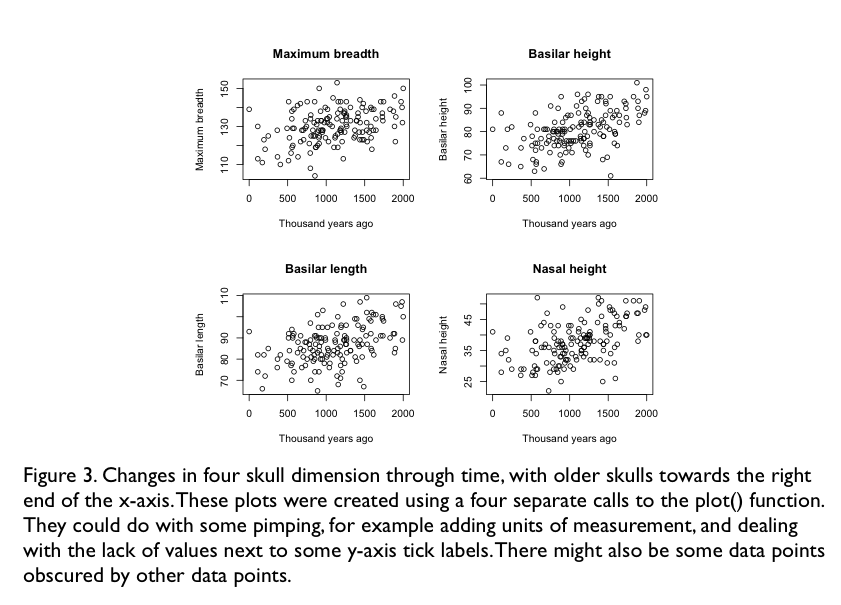 Maximum breadth
Basilar height
Maximum breadth
110
130
150
0
500
1000
1500
2000
Thousand years ago
Basilar height
60
70
80
90
100
0
500
1000
1500
2000
Thousand years ago
Basilar length
Nasal height
Basilar length
70
80
90
110
0
500
1000
1500
2000
Thousand years ago
Nasal height
25
35
45
0
500
1000
1500
2000
Thousand years ago
Figure 3. Changes in four skull dimension through time, with older skulls towards the right
end of the x-axis. These plots were created using a four separate calls to the plot() function.
They could do with some pimping, for example adding units of measurement, and dealing
with the lack of values next to some y-axis tick labels. There might also be some data points
obscured by other data points.